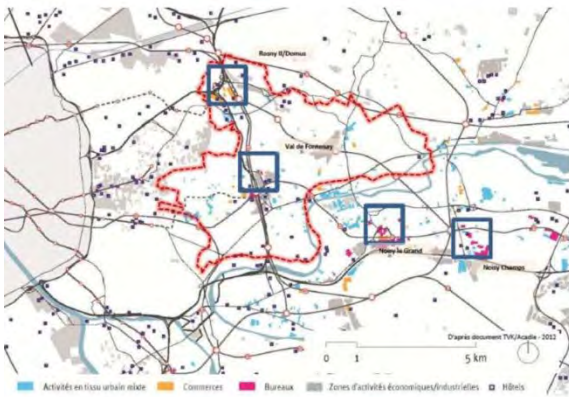 Rosny II/Domus
Val de Fontenay
Noisy le Grand
Noisy Champs
D'après document TVK/Acadie - 2012
0 1 5 km
Activités en tissu urbain mixte Commerces Bureaux Zones d'activités économiques/industrielles Hôtels